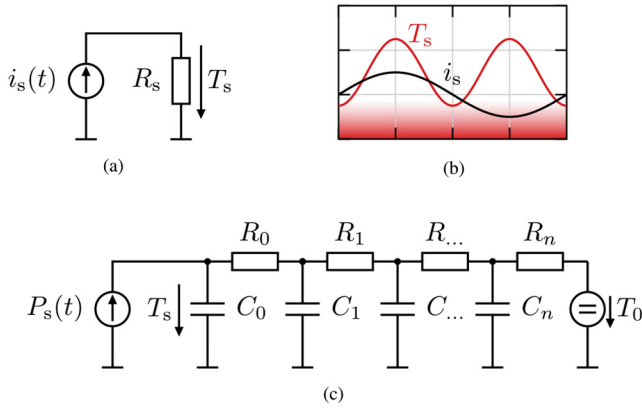 i_s(t) R_s T_s
(a)
T_s
i_s
(b)
R_0 R_1 R_... R_n
P_s(t) T_s C_0 C_1 C_... C_n = T_0
(c)